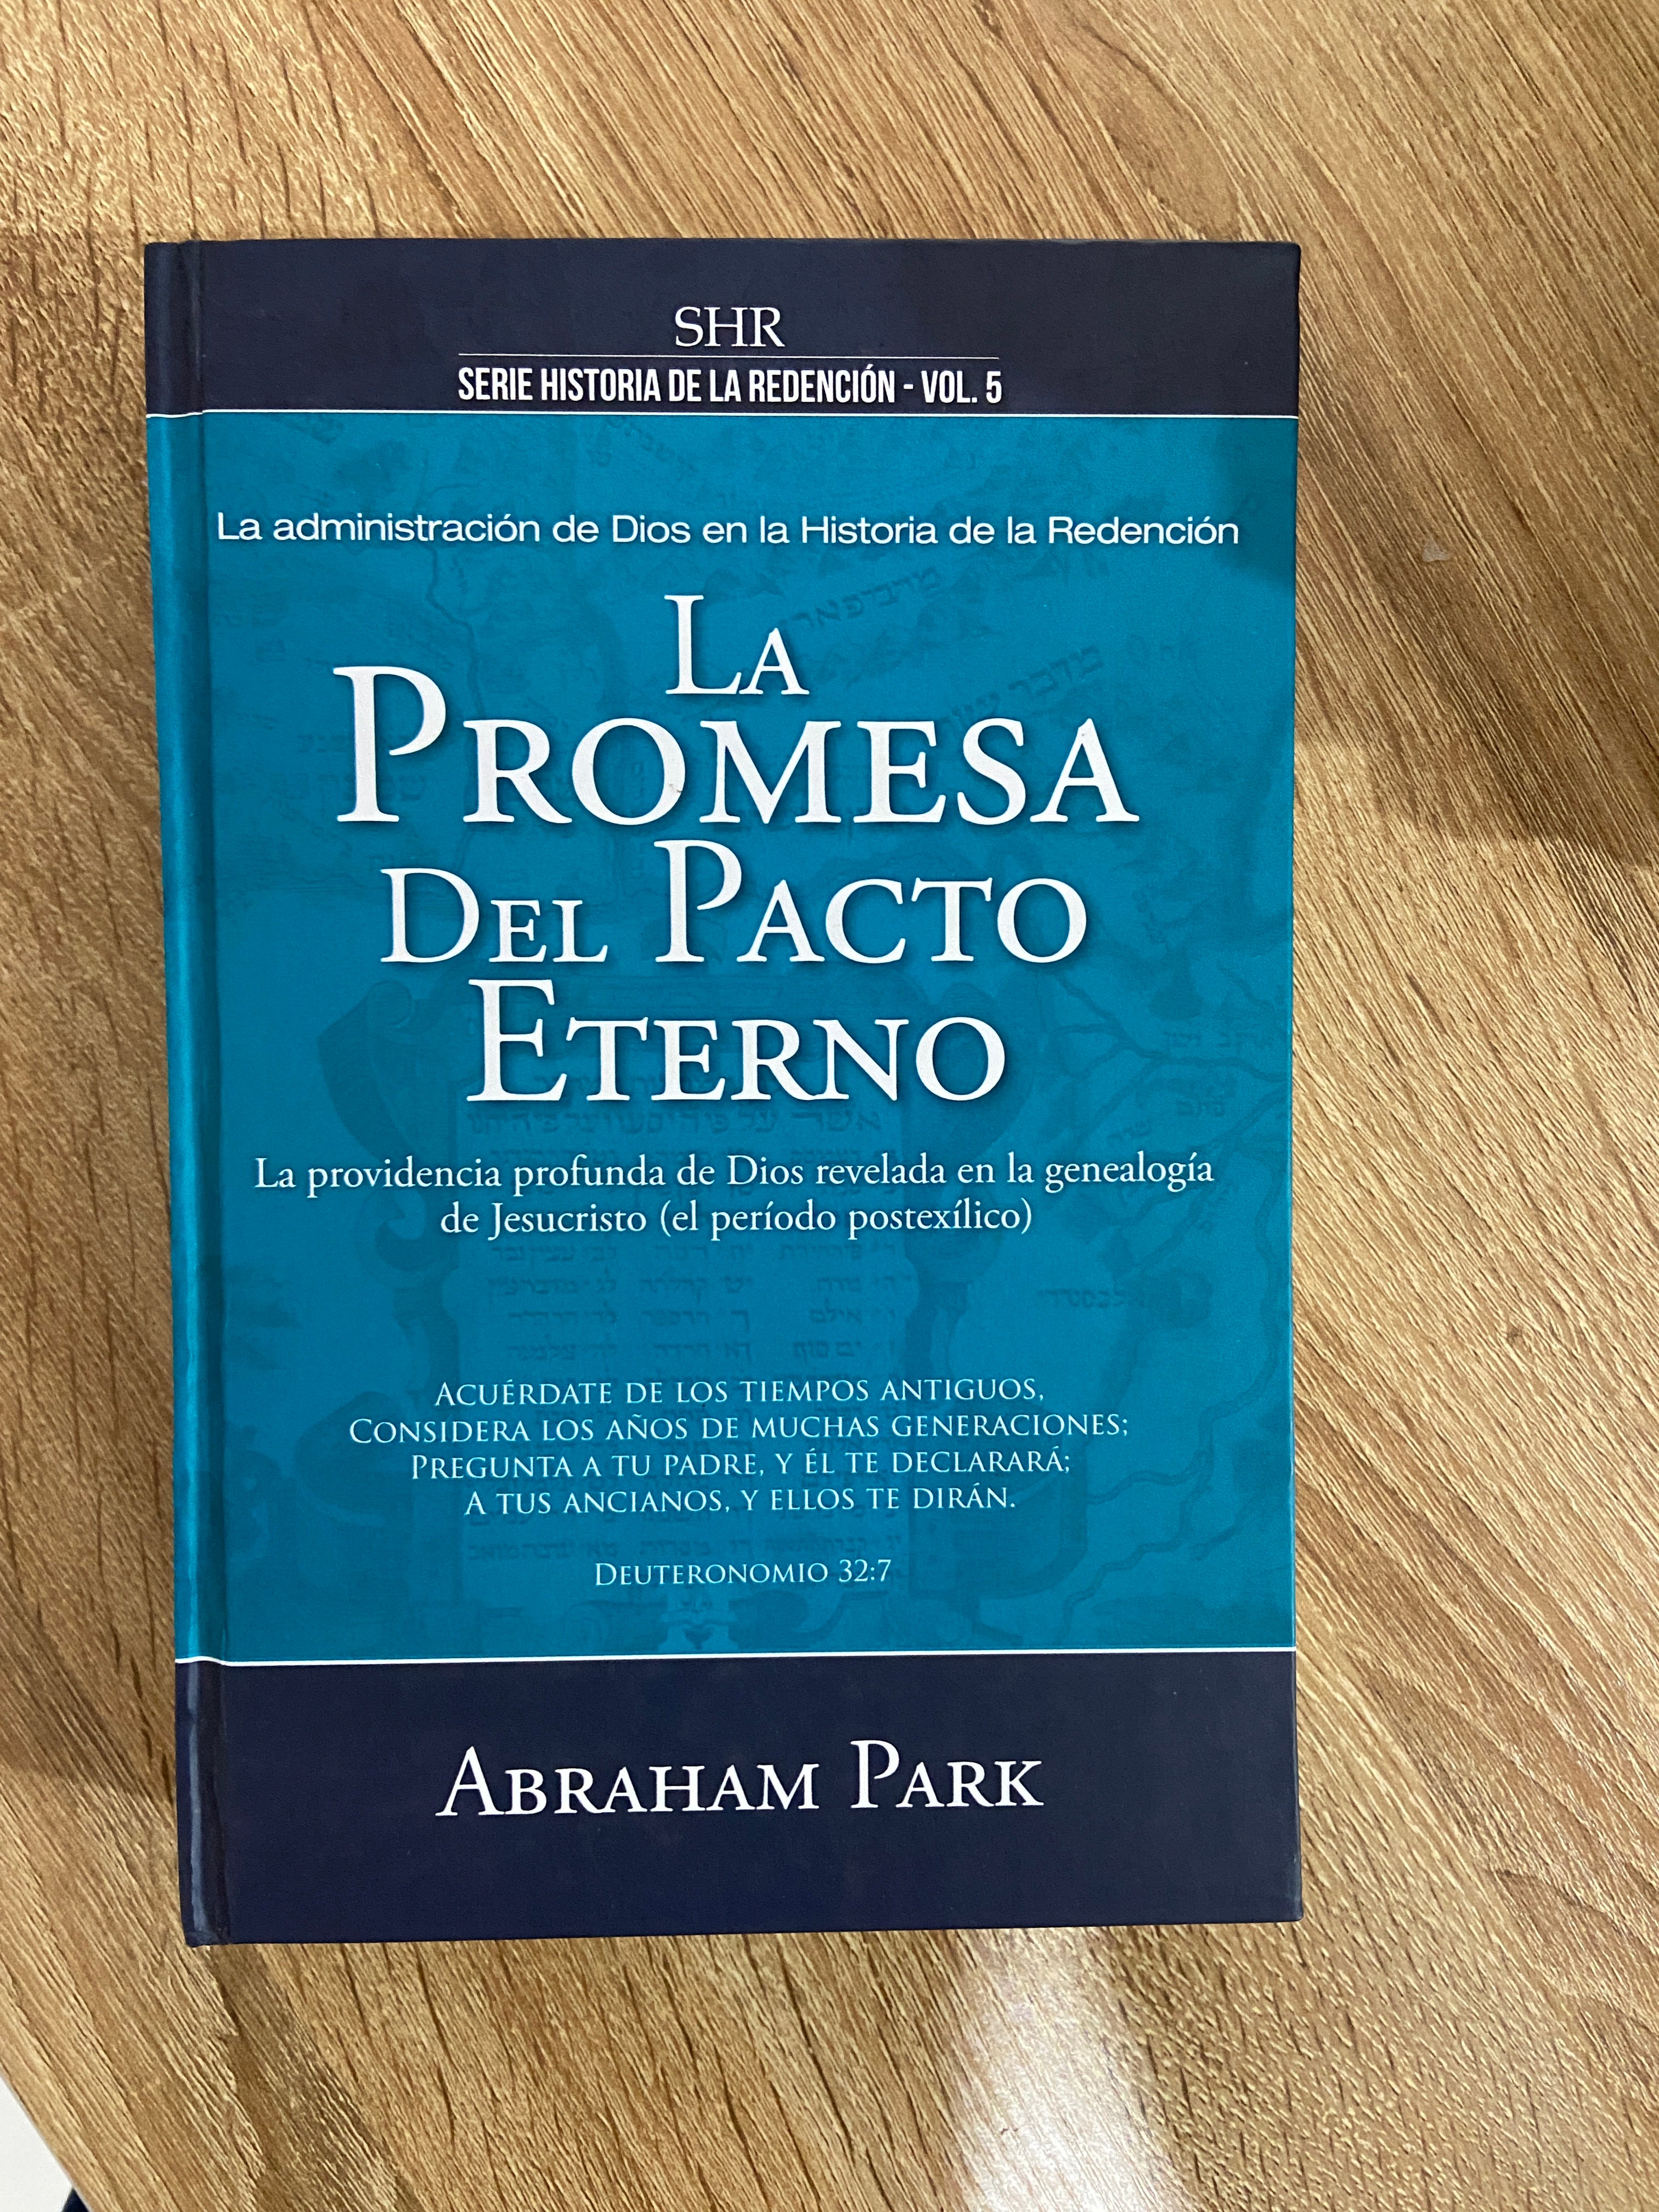 SHR
SERIE HISTORIA DE LA REDENCIÓN - VOL. 5
La administración de Dios en la Historia de la Redención
LA
PROMESA
DEL PACTO
ETERNO
La providencia profunda de Dios revelada en la genealogía
de Jesucristo (el período postexílico)
ACUÉRDATE DE LOS TIEMPOS ANTIGUOS,
CONSIDERA LOS AÑOS DE MUCHAS GENERACIONES;
PREGUNTA A TU PADRE, Y ÉL TE DECLARARÁ;
A TUS ANCIANOS, Y ELLOS TE DIRÁN.
DEUTERONOMIO 32:7
ABRAHAM PARK